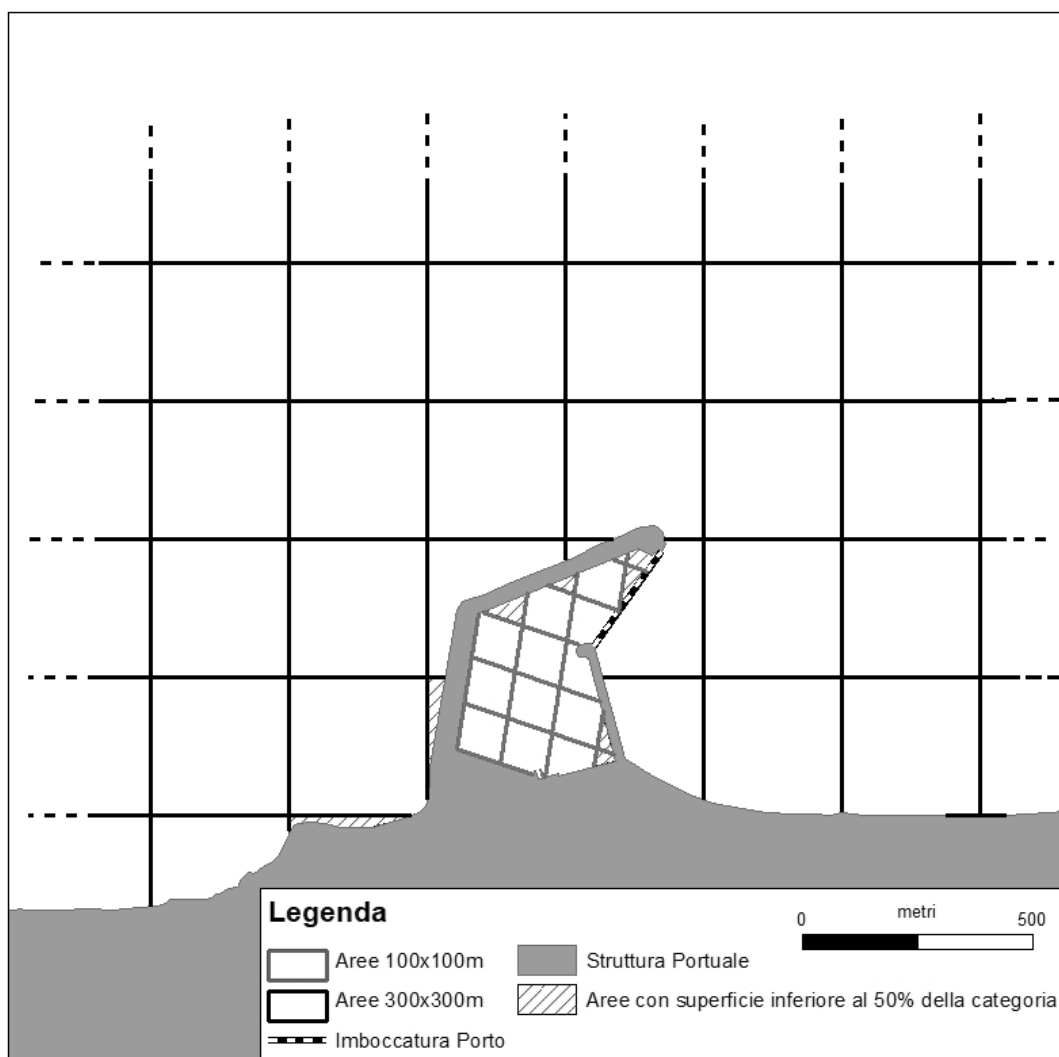 Legenda
0 metri 500
Aree 100x100m
Struttura Portuale
Aree 300x300m
Aree con superficie inferiore al 50% della categoria
Imboccatura Porto